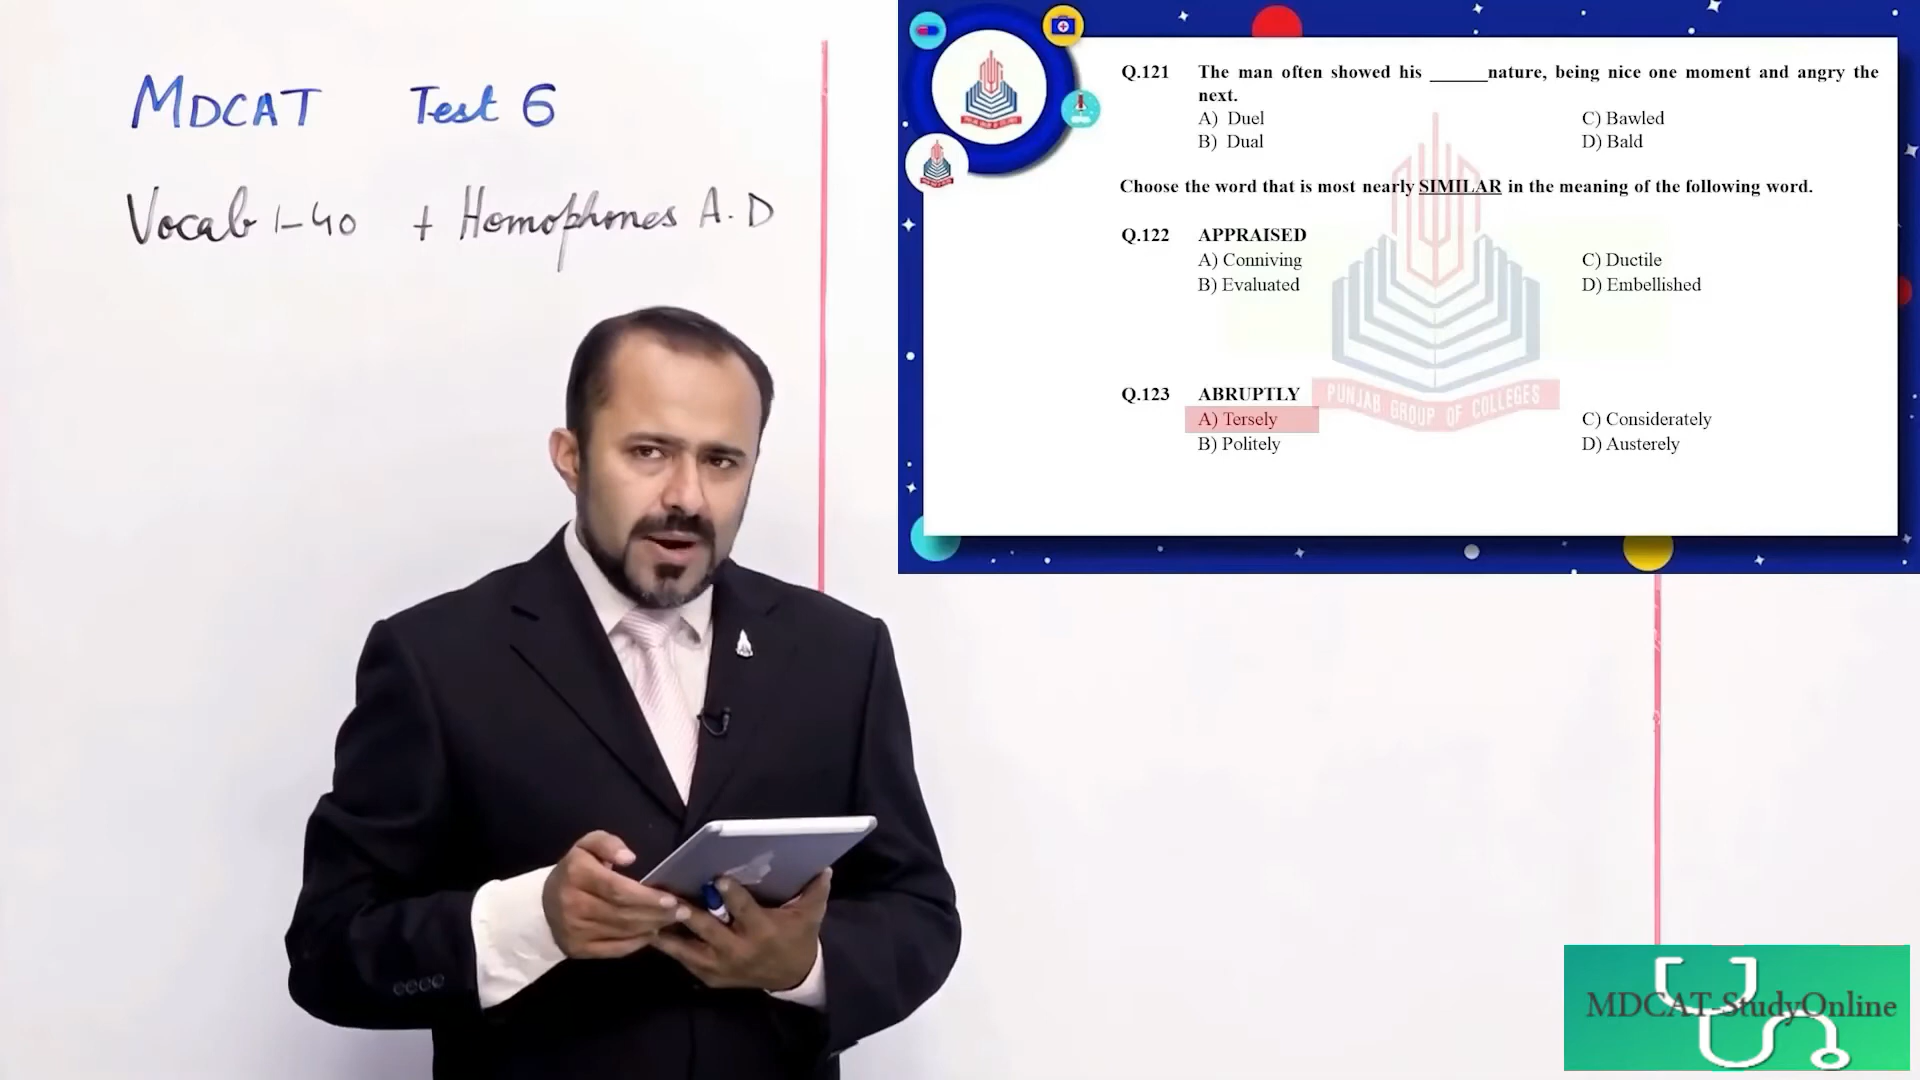 MDCAT Test 6
Vocab 1-40 + Homophones A.D
Q.121 The man often showed his ______nature, being nice one moment and angry the
next.
A) Duel C) Bawled
B) Dual D) Bald
Choose the word that is most nearly SIMILAR in the meaning of the following word.
Q.122 APPRAISED
A) Conniving C) Ductile
B) Evaluated D) Embellished
Q.123 ABRUPTLY
A) Tersely C) Considerately
B) Politely D) Austerely
PUNJAB GROUP OF COLLEGES
MDCAT-StudyOnline